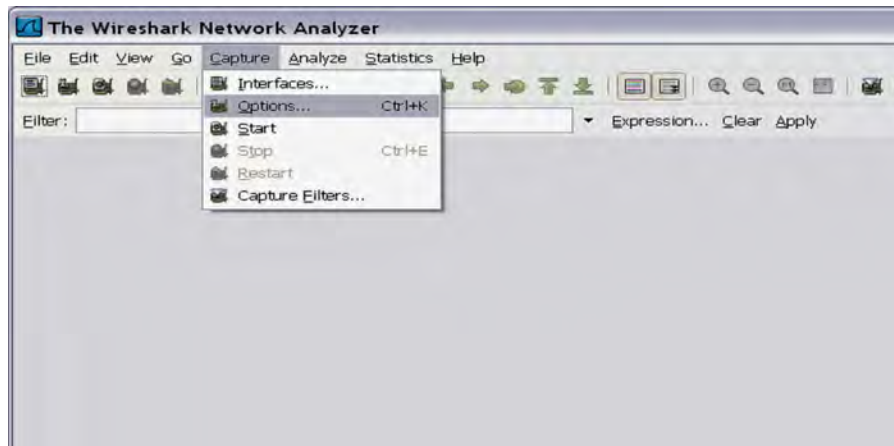 The Wireshark Network Analyzer
File Edit View Go Capture Analyze Statistics Help
Interfaces...
Options... Ctrl+K
Start
Stop Ctrl+E
Restart
Capture Filters...
Filter: Expression... Clear Apply